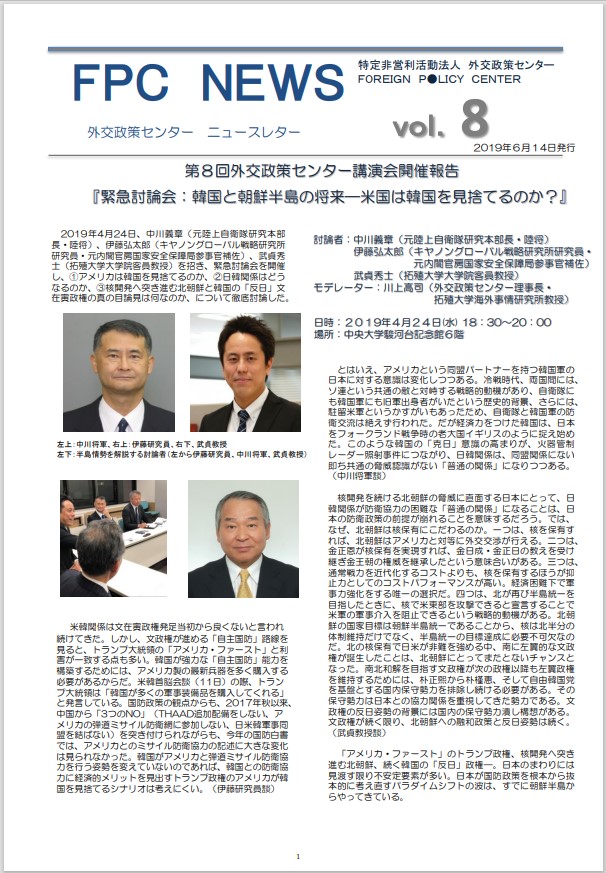 FPC NEWS
特定非営利活動法人 外交政策センター
FOREIGN P●LICY CENTER
外交政策センター ニュースレター
vol. 8
2019年6月14日発行
第８回外交政策センター講演会開催報告
『緊急討論会：韓国と朝鮮半島の将来―米国は韓国を見捨てるのか？』
2019年4月24日、中川義章（元陸上自衛隊研究本部
長・陸将）、伊藤弘太郎（キヤノングローバル戦略研究所
研究員・元内閣官房国家安全保障局参事官補佐）、武貞秀
士（拓殖大学大学院客員教授）を招き、緊急討論会を開催
し、①アメリカは韓国を見捨てるのか、②日韓関係はどう
なるのか、③核開発へ突き進む北朝鮮と韓国の「反日」文
在寅政権の真の目論見は何なのか、について徹底討論した。
左上：中川将軍、右上：伊藤研究員、右下、武貞教授
左下：半島情勢を解説する討論者（左から伊藤研究員、中川将軍、武貞教授）
米韓関係は文在寅政権発足当初から良くないと言われ
続けてきた。しかし、文政権が進める「自主国防」路線を
見ると、トランプ大統領の「アメリカ・ファースト」と利
害が一致する点も多い。韓国が強力な「自主国防」能力を
構築するためには、アメリカ製の最新兵器を多く購入する
必要があるからだ。米韓首脳会談（11日）の際、トラン
プ大統領は「韓国が多くの軍事装備品を購入してくれる」
と発言している。国防政策の観点からも、2017年秋以来、
中国から「3つのNO」（THAAD追加配備をしない、ア
メリカの弾道ミサイル防衛網に参加しない、日米韓軍事同
盟を結ばない）を突き付けられながらも、今年の国防白書
では、アメリカとのミサイル防衛協力の記述に大きな変化
は見られなかった。韓国がアメリカと弾道ミサイル防衛協
力を行う姿勢を変えていないのであれば、韓国との防衛協
力に経済的メリットを見出すトランプ政権のアメリカが韓
国を見捨てるシナリオは考えにくい。（伊藤研究員談）
討論者：中川義章（元陸上自衛隊研究本部長・陸将）
伊藤弘太郎（キヤノングローバル戦略研究所研究員・
元内閣官房国家安全保障局参事官補佐）
武貞秀士（拓殖大学大学院客員教授）
モデレーター：川上高司（外交政策センター理事長・
拓殖大学海外事情研究所教授）
日時：２０１９年４月２４日(水) １８：３０～２０：００
場所：中央大学駿河台記念館６階
とはいえ、アメリカという同盟パートナーを持つ韓国軍の
日本に対する意識は変化しつつある。冷戦時代、両国間には、
ソ連という共通の敵と対峙する戦略的動機があり、自衛隊に
も韓国軍にも旧軍出身者がいたという歴史的背景、さらには、
駐留米軍というかすがいもあったため、自衛隊と韓国軍の防
衛交流は絶えず行われた。だが経済力をつけた韓国は、日本
をフォークランド戦争時の老大国イギリスのように捉え始め
た。このような韓国の「克日」意識の高まりが、火器管制
レーダー照射事件につながり、日韓関係は、同盟関係にない
即ち共通の脅威認識がない「普通の関係」になりつつある。
（中川将軍談）
核開発を続ける北朝鮮の脅威に直面する日本にとって、日
韓関係が防衛協力の困難な「普通の関係」になることは、日
本の防衛政策の前提が崩れることを意味するだろう。では、
なぜ、北朝鮮は核保有にこだわるのか。一つは、核を保有す
れば、北朝鮮はアメリカと対等に外交交渉が行える。二つは、
金正恩が核保有を実現すれば、金日成・金正日の教えを受け
継ぎ金王朝の権威を継承したという意味合いがある。三つは、
通常戦力を近代化するコストよりも、核を保有するほうが抑
止力としてのコストパフォーマンスが高い。経済困難下で軍
事力強化をする唯一の選択だ。四つは、北が再び半島統一を
目指したときに、核で米東部を攻撃できると宣言することで
米軍の軍事介入を阻止できるという戦略的動機がある。北朝
鮮の国家目標は朝鮮半島統一であることから、核は北半分の
体制維持だけでなく、半島統一の目標達成に必要不可欠なの
だ。北の核保有で日米が非難を強める中、南に左翼的な文政
権が誕生したことは、北朝鮮にとってまたとないチャンスと
なった。南北和解を目指す文政権が次の政権以降も左翼政権
を維持するためには、朴正煕から朴槿恵、そして自由韓国党
を基盤とする国内保守勢力を排除し続ける必要がある。その
保守勢力は日本との協力関係を重視してきた勢力である。文
政権の反日姿勢の背景には国内の保守勢力潰し構想がある。
文政権が続く限り、北朝鮮への融和政策と反日姿勢は続く。
（武貞教授談）
「アメリカ・ファースト」のトランプ政権、核開発へ突き
進む北朝鮮、続く韓国の「反日」政権―。日本のまわりには
見渡す限り不安定要素が多い。日本が国防政策を根本から抜
本的に考え直すパラダイムシフトの波は、すでに朝鮮半島か
らやってきている。
1